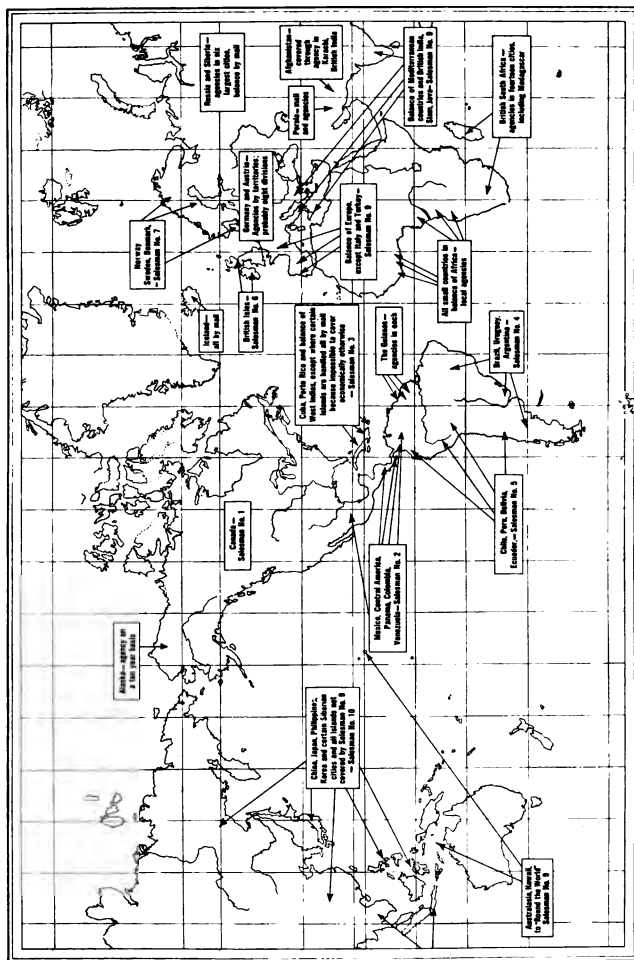 Alaska—agency on
a ten year basis
Canada—
Salesman No. 1
Iceland—
all by mail
Norway
Sweden, Denmark,
—Salesman No. 7
Russia and Siberia—
agencies in six
largest cities,
balance by mail
British Isles—
Salesman No. 6
Germany and Austria—
Agencies by territories;
probably eight divisions
Persia—mail
and agencies
Afghanistan—
covered through
agency in
Karachi,
British India
China, Japan, Philippines,
Korea and certain Siberian
cities and all islands not
covered by Salesman No. 9
—Salesman No. 10
Cuba, Porto Rico and balance of
West Indies, except where certain
islands are handled all by mail
because impossible to cover
economically otherwise
—Salesman No. 3
Balance of Europe,
except Italy and Turkey—
Salesman No. 8
Balance of Mediterranean
countries and British India,
Siam, Java—Salesman No. 9
Mexico, Central America,
Panama, Colombia,
Venezuela—Salesman No. 2
The Guianas—
agencies in each
All small countries in
balance of Africa—
local agencies
British South Africa—
agencies in fourteen cities,
including Madagascar
Australasia, Hawaii,
to "Round the World"
Salesman No. 9
Chile, Peru, Bolivia,
Ecuador,—Salesman No. 5
Brazil, Uruguay,
Argentina—
Salesman No. 4